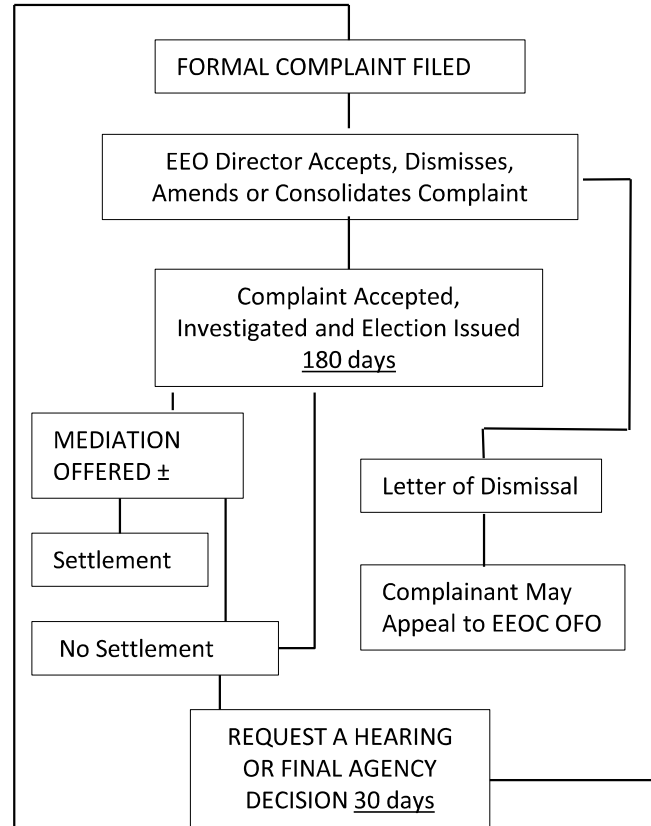 FORMAL COMPLAINT FILED
EEO Director Accepts, Dismisses,
Amends or Consolidates Complaint
Complaint Accepted,
Investigated and Election Issued
180 days
MEDIATION
OFFERED ±
Settlement
No Settlement
Letter of Dismissal
Complainant May
Appeal to EEOC OFO
REQUEST A HEARING
OR FINAL AGENCY
DECISION 30 days